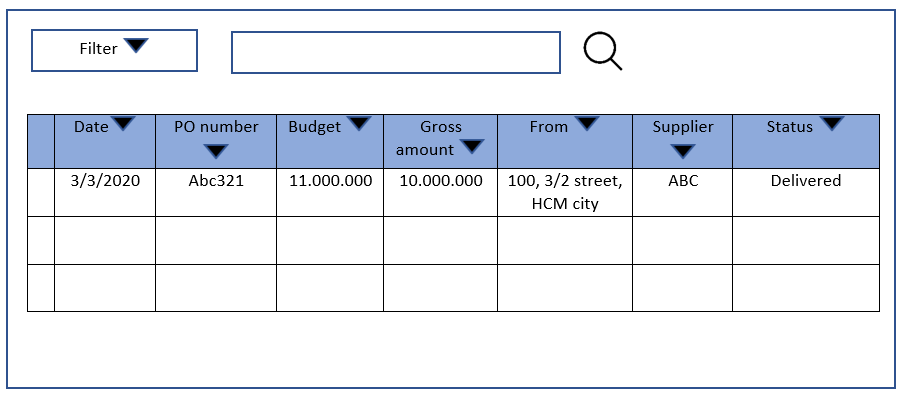 Filter
Date
PO number
Budget
Gross
amount
From
Supplier
Status
3/3/2020
Abc321
11.000.000
10.000.000
100, 3/2 street,
HCM city
ABC
Delivered